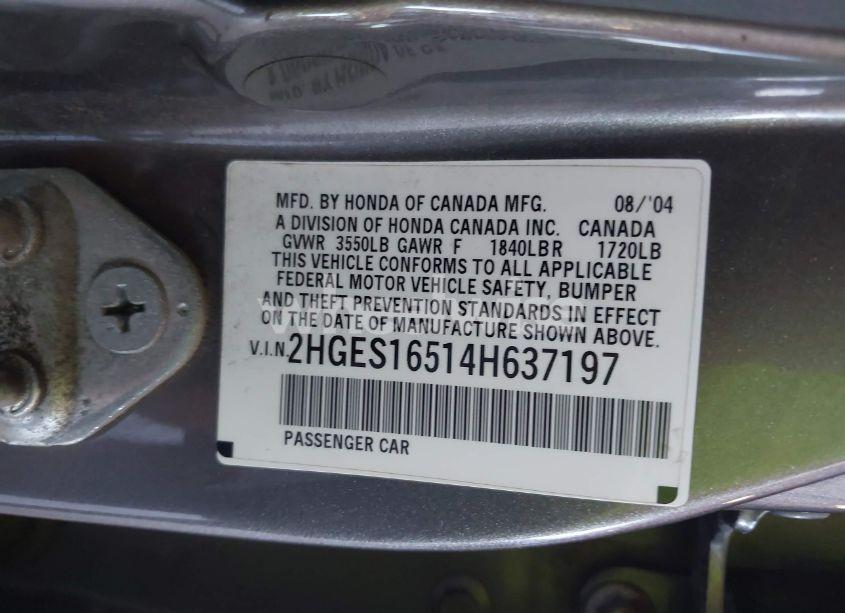 MFD. BY HONDA OF CANADA MFG. 08/'04
A DIVISION OF HONDA CANADA INC. CANADA
GVWR 3550LB GAWR F 1840LBR 1720LB
THIS VEHICLE CONFORMS TO ALL APPLICABLE
FEDERAL MOTOR VEHICLE SAFETY, BUMPER
AND THEFT PREVENTION STANDARDS IN EFFECT
ON THE DATE OF MANUFACTURE SHOWN ABOVE.
V.I.N. 2HGES16514H637197
PASSENGER CAR